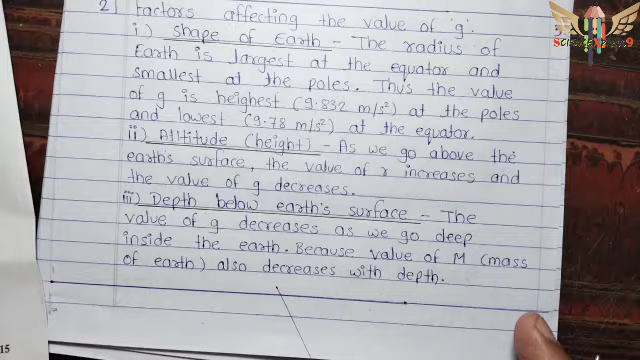 2) Factors affecting the value of 'g'.
i) shape of Earth - The radius of
Earth is largest at the equator and
smallest at the poles. Thus the value
of g is heighest (9.832 m/s²) at the poles
and lowest (9.78 m/s²) at the equator.
ii) Altitude (height) - As we go above the
earth's surface, the value of r increases and
the value of g decreases.
iii) Depth below earth's surface - The
value of g decreases as we go deep
inside the earth. Because value of M (mass
of earth) also decreases with depth.
15